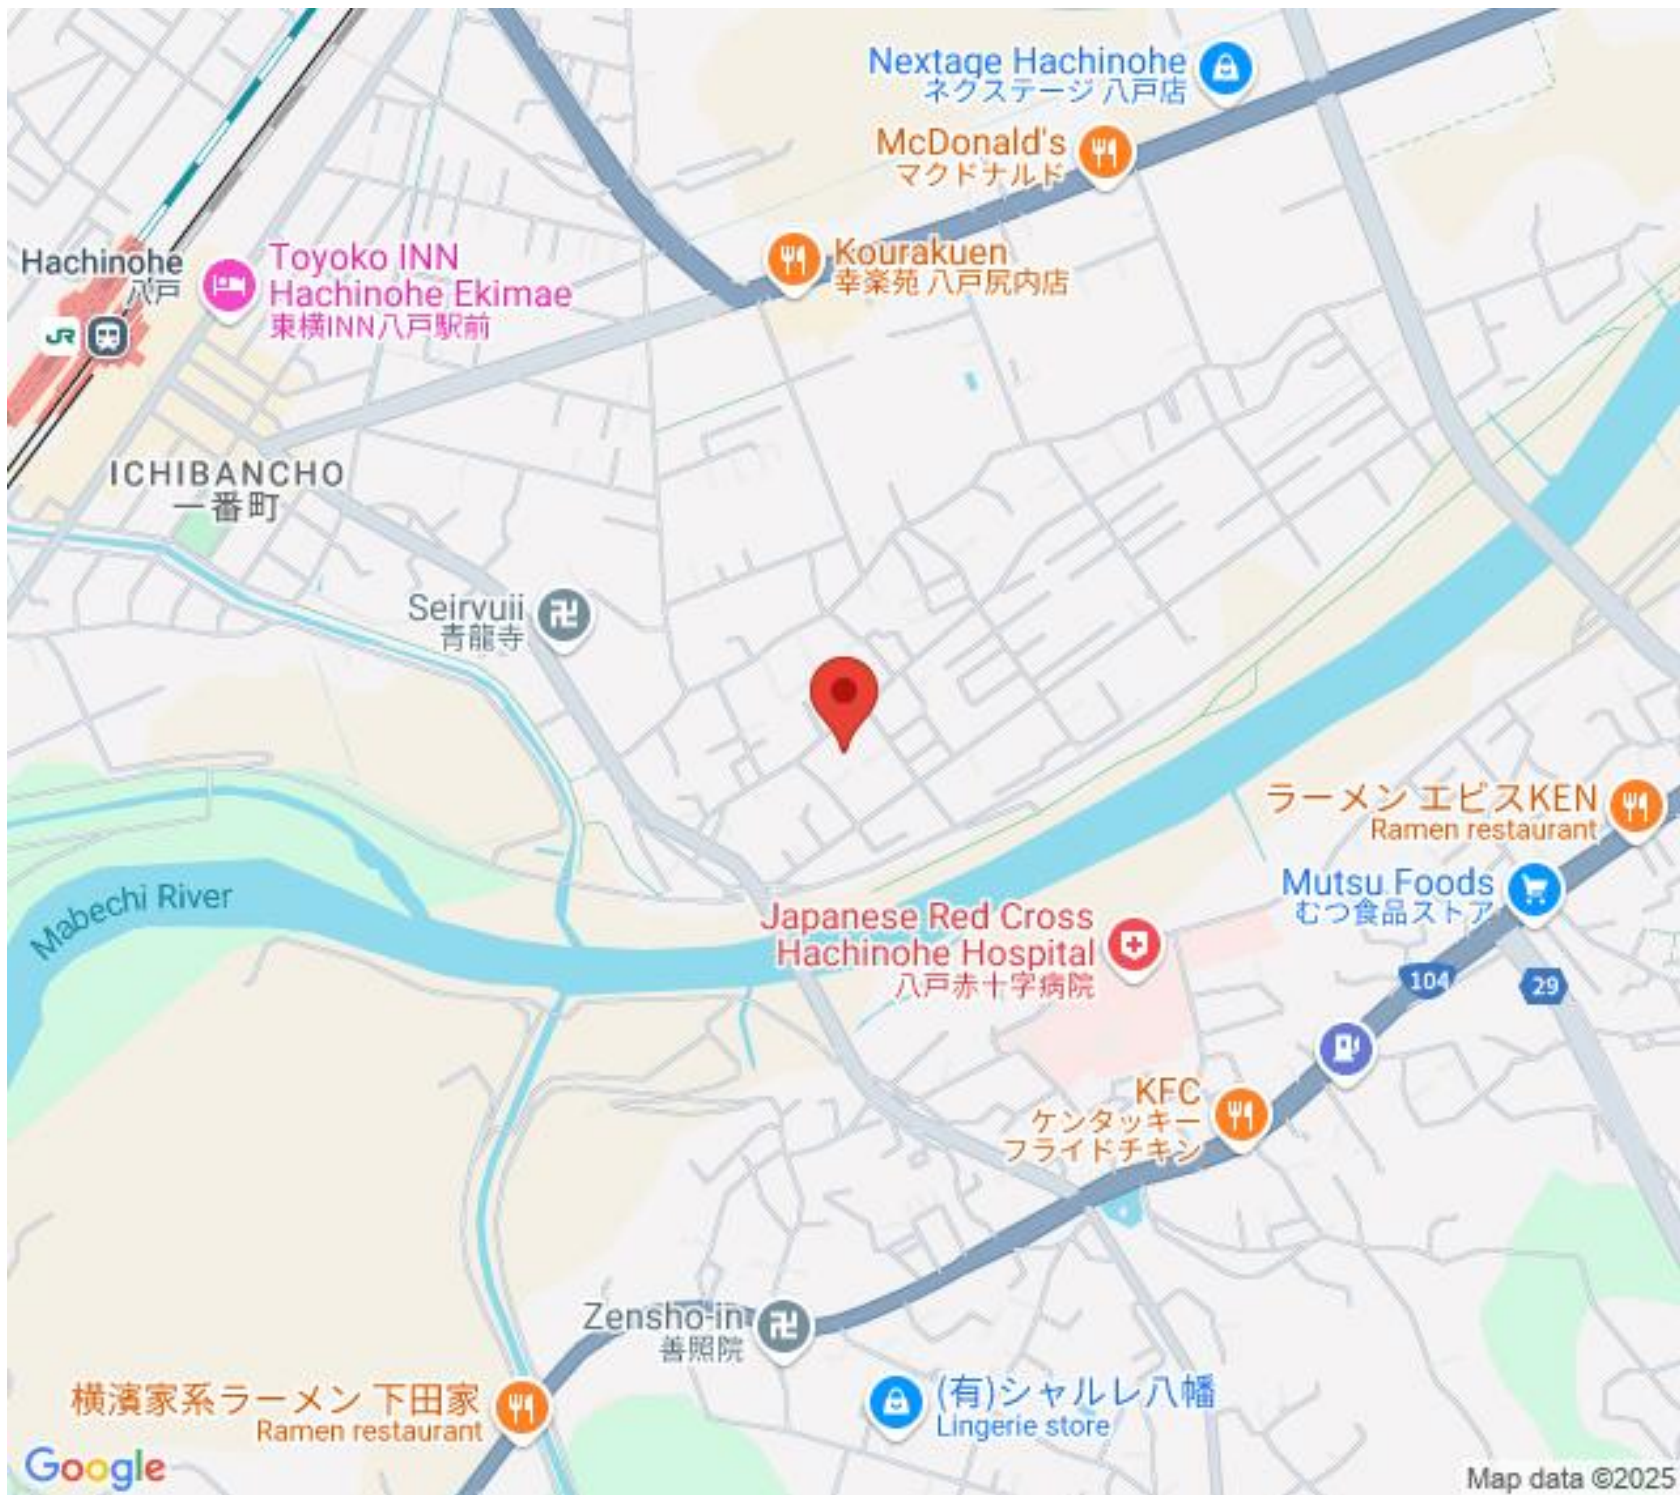 Nextage Hachinohe
ネクステージ 八戸店
McDonald's
マクドナルド
Kourakuen
幸楽苑 八戸尻内店
Hachinohe
八戸
JR
Toyoko INN
Hachinohe Ekimae
東横INN八戸駅前
ICHIBANCHO
一番町
Seiryuji
青龍寺
ラーメン エビスKEN
Ramen restaurant
Mutsu Foods
むつ食品ストア
Mabechi River
Japanese Red Cross
Hachinohe Hospital
八戸赤十字病院
104
29
KFC
ケンタッキー
フライドチキン
Zensho-in
善照院
横濱家系ラーメン 下田家
Ramen restaurant
(有)シャルレ八幡
Lingerie store
Google
Map data ©2025